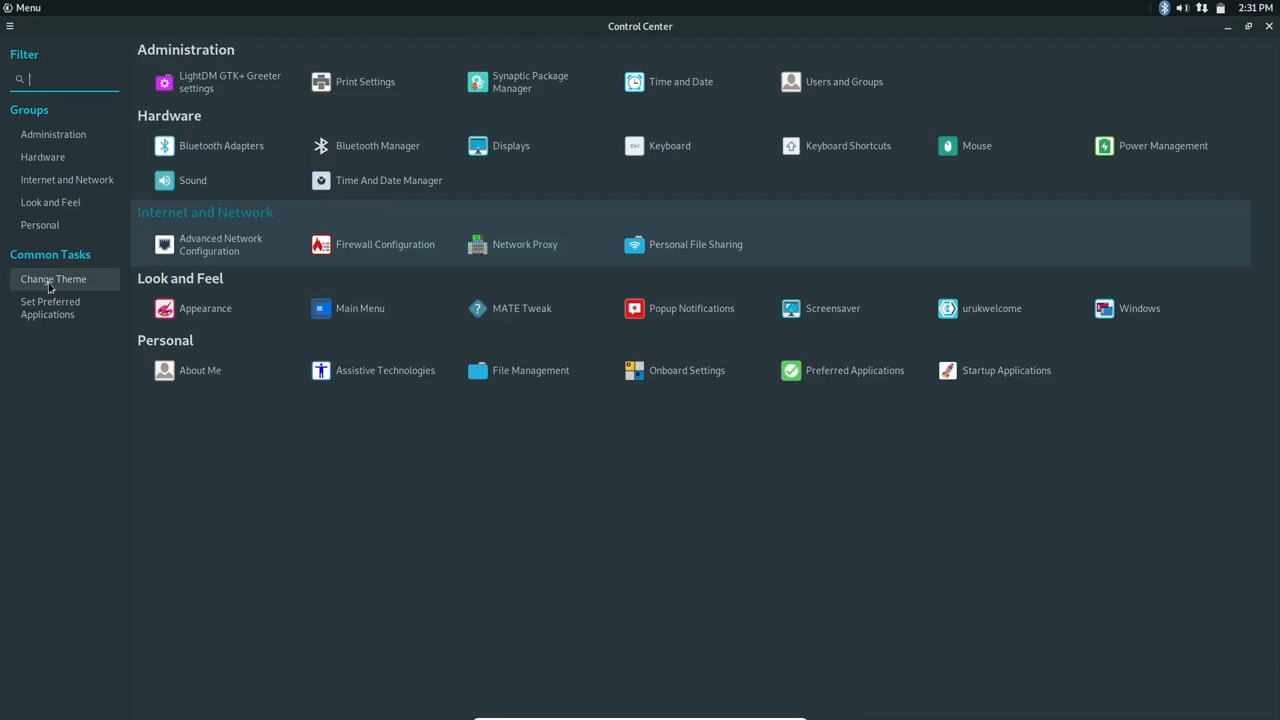 Menu
2:31 PM
Control Center
Filter
Groups
Administration
Hardware
Internet and Network
Look and Feel
Personal
Common Tasks
Change Theme
Set Preferred
Applications
Administration
LightDM GTK+ Greeter
settings
Print Settings
Synaptic Package
Manager
Time and Date
Users and Groups
Hardware
Bluetooth Adapters
Bluetooth Manager
Displays
Keyboard
Keyboard Shortcuts
Mouse
Power Management
Sound
Time And Date Manager
Internet and Network
Advanced Network
Configuration
Firewall Configuration
Network Proxy
Personal File Sharing
Look and Feel
Appearance
Main Menu
MATE Tweak
Popup Notifications
Screensaver
urukwelcome
Windows
Personal
About Me
Assistive Technologies
File Management
Onboard Settings
Preferred Applications
Startup Applications